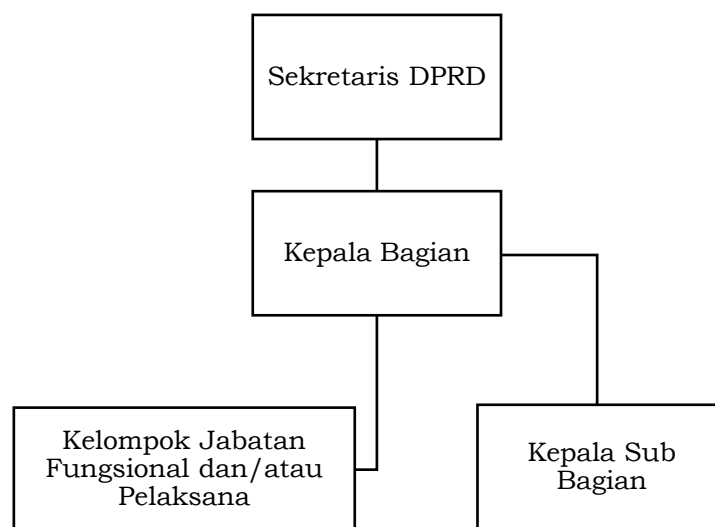 Sekretaris DPRD
Kepala Bagian
Kelompok Jabatan
Fungsional dan/atau
Pelaksana
Kepala Sub
Bagian